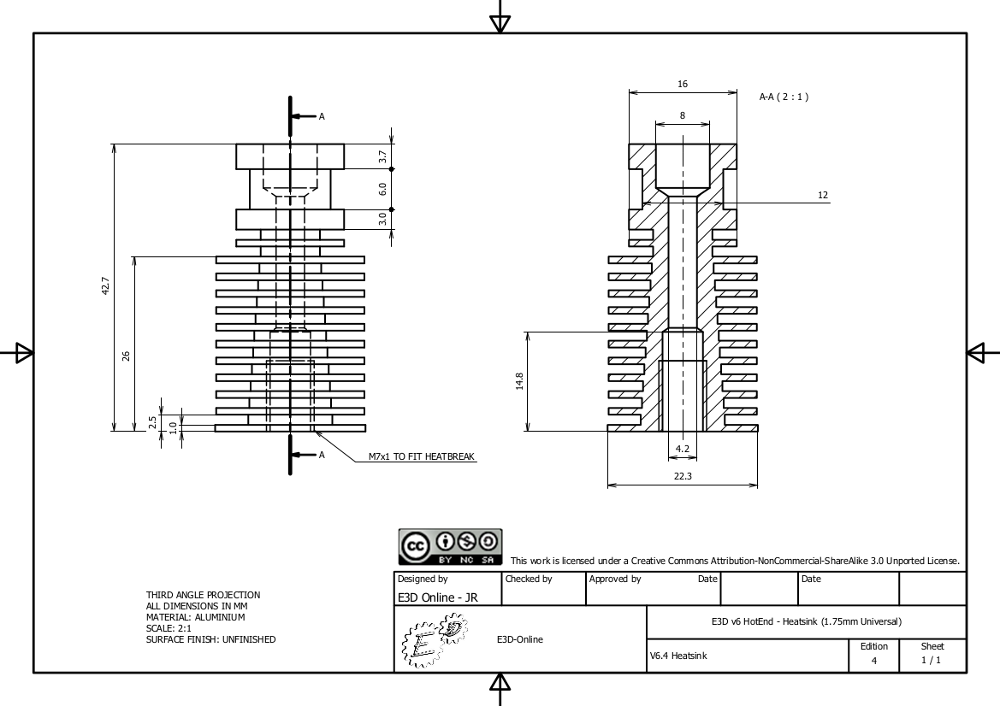 16
A-A ( 2 : 1 )
8
A
3.7
6.0
3.0
12
42.7
26
2.5
1.0
14.8
A
M7x1 TO FIT HEATBREAK
4.2
22.3
cc
BY NC SA
This work is licensed under a Creative Commons Attribution-NonCommercial-ShareAlike 3.0 Unported License.
Designed by
Checked by
Approved by
Date
Date
E3D Online - JR
THIRD ANGLE PROJECTION
ALL DIMENSIONS IN MM
MATERIAL: ALUMINIUM
SCALE: 2:1
SURFACE FINISH: UNFINISHED
E3D
E3D-Online
E3D v6 HotEnd - Heatsink (1.75mm Universal)
V6.4 Heatsink
Edition
4
Sheet
1 / 1